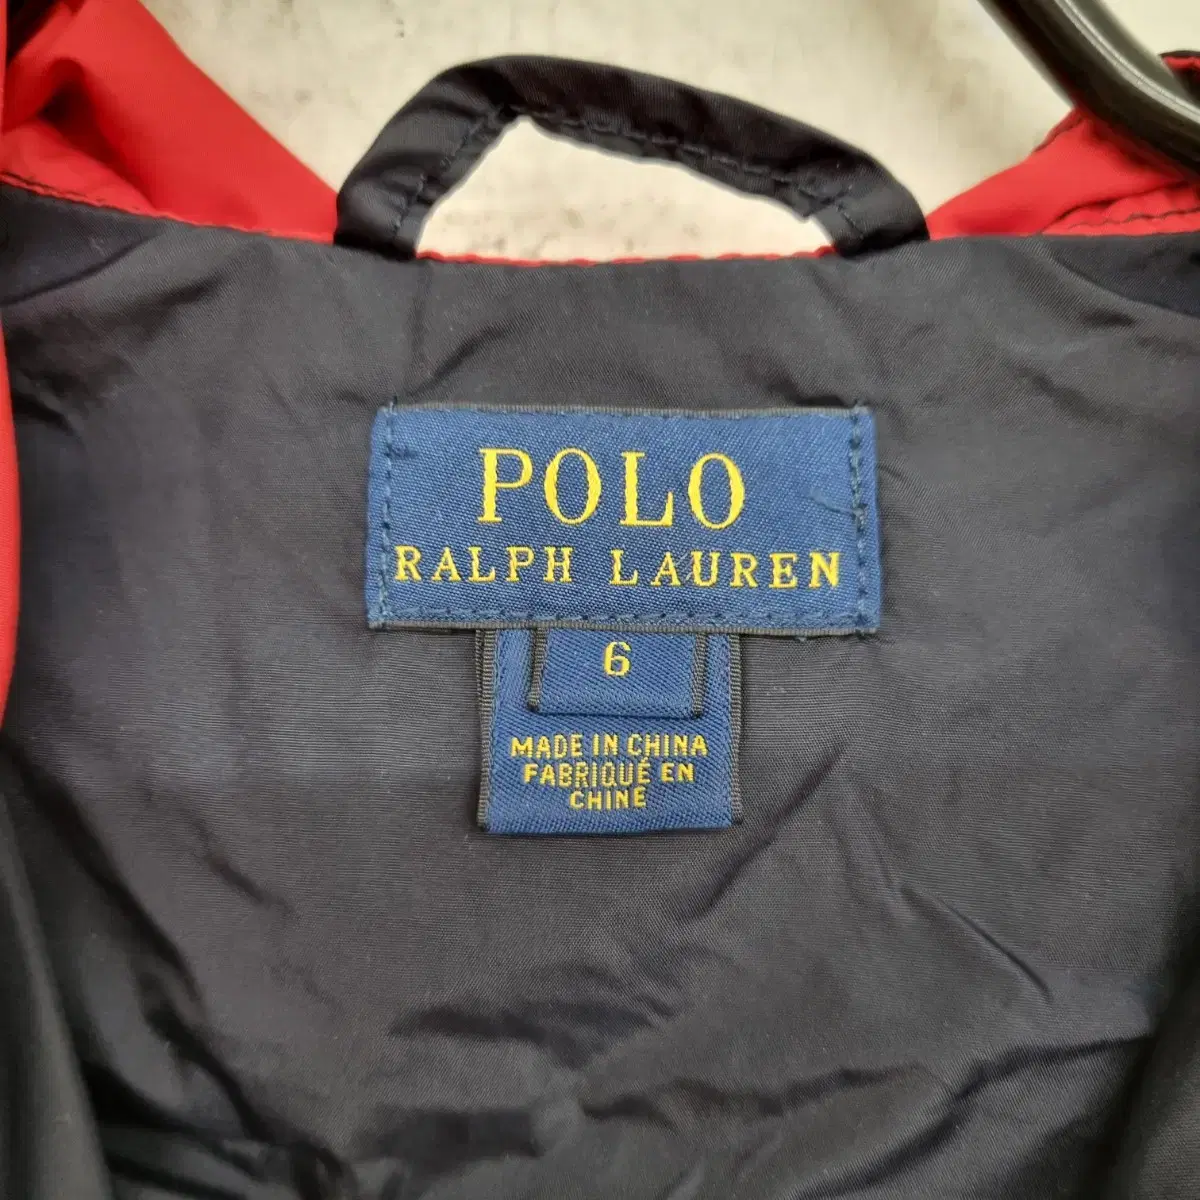 POLO
RALPH LAUREN
6
MADE IN CHINA
FABRIQUÉ EN
CHINE